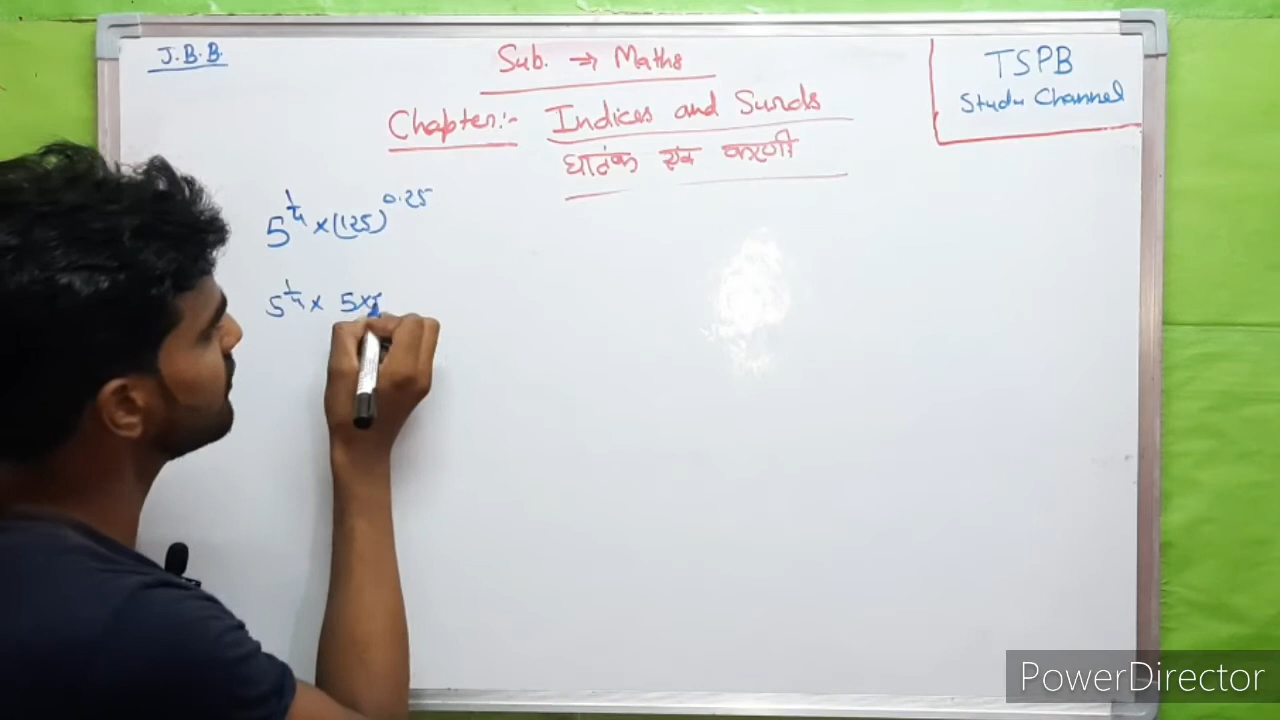 J.B.B.
Sub. → Maths
TSPB
Study Channel
Chapter:- Indices and Surds
घातांक एवं करणी
5^1/4 × (125)^0.25
5^1/4 × 5×5
PowerDirector